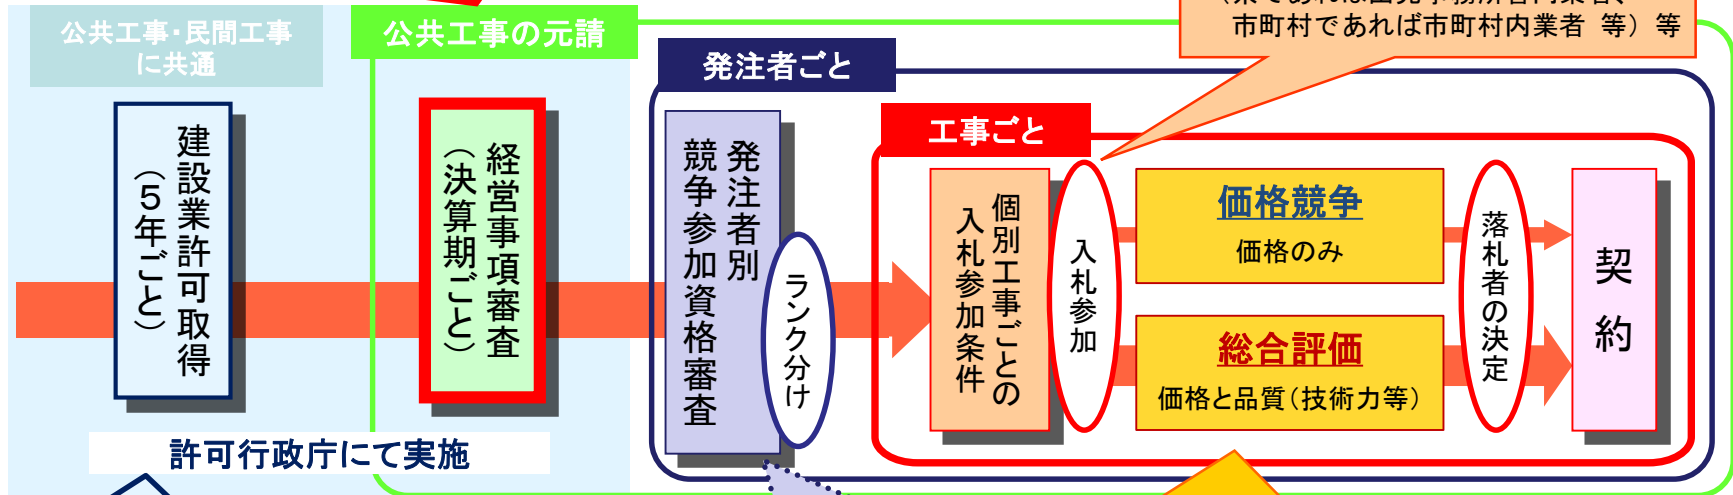 市町村であれば市町村内業者 等）等
公共工事・民間工事
に共通
公共工事の元請
発注者ごと
工事ごと
建設業許可取得
（５年ごと）
経営事項審査
（決算期ごと）
発注者別
競争参加資格審査
ランク分け
個別工事ごとの
入札参加条件
入札参加
価格競争
価格のみ
総合評価
価格と品質（技術力等）
落札者の決定
契約
許可行政庁にて実施